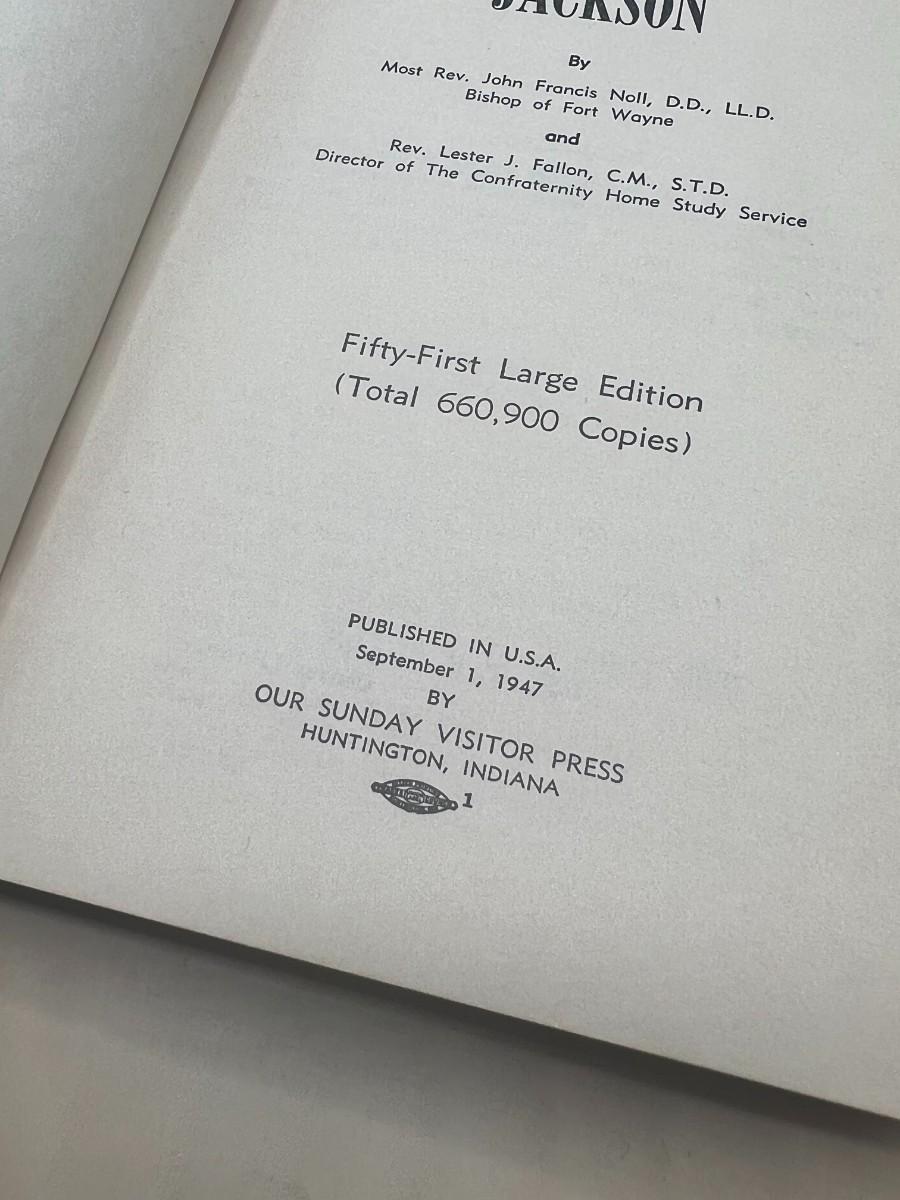 JACKSON
By
Most Rev. John Francis Noll, D.D., LL.D.
Bishop of Fort Wayne
and
Rev. Lester J. Fallon, C.M., S.T.D.
Director of The Confraternity Home Study Service
Fifty-First Large Edition
(Total 660,900 Copies)
PUBLISHED IN U.S.A.
September 1, 1947
BY
OUR SUNDAY VISITOR PRESS
HUNTINGTON, INDIANA
1